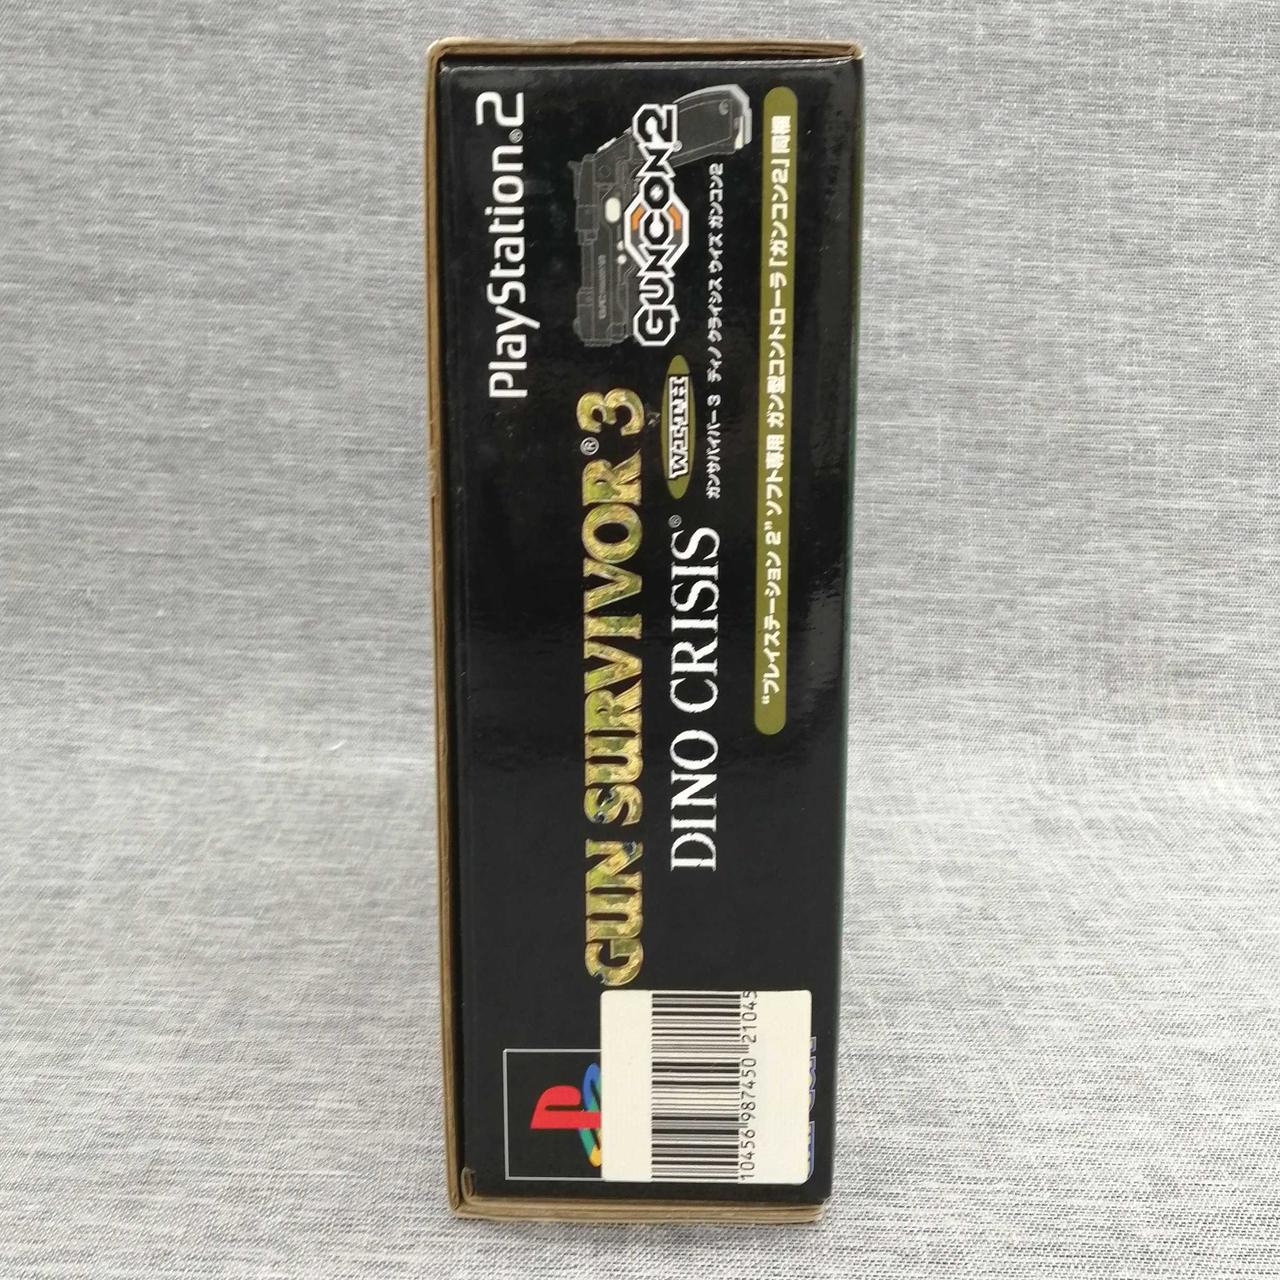 PlayStation®2
GUNCON2
GUN SURVIVOR®3
WITH
DINO CRISIS®
ガンサバイバー3 ディノ クライシス ウィズ ガンコン2
"プレイステーション 2" ソフト専用 ガン型コントローラ「ガンコン2」同梱
10456 987450 21045